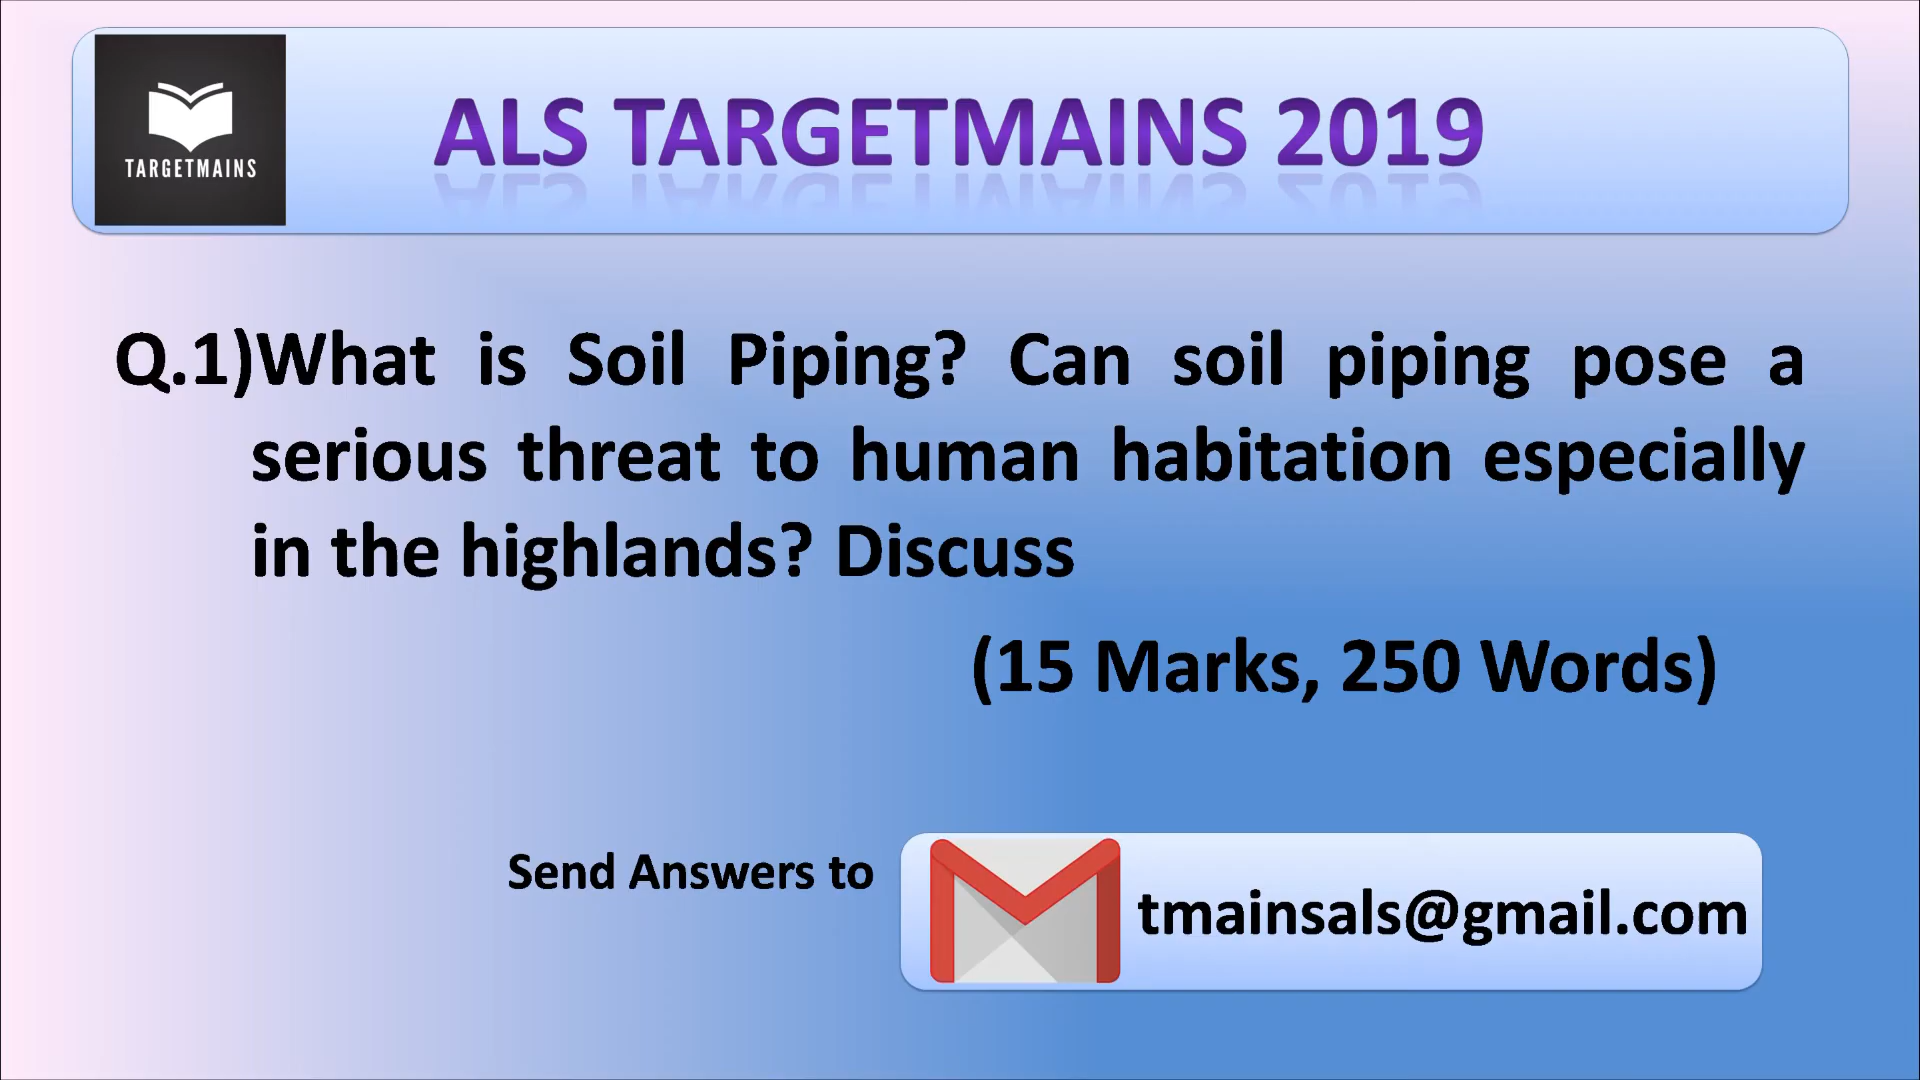 TARGETMAINS
ALS TARGETMAINS 2019
Q.1)What is Soil Piping? Can soil piping pose a
serious threat to human habitation especially
in the highlands? Discuss
(15 Marks, 250 Words)
Send Answers to
tmainsals@gmail.com